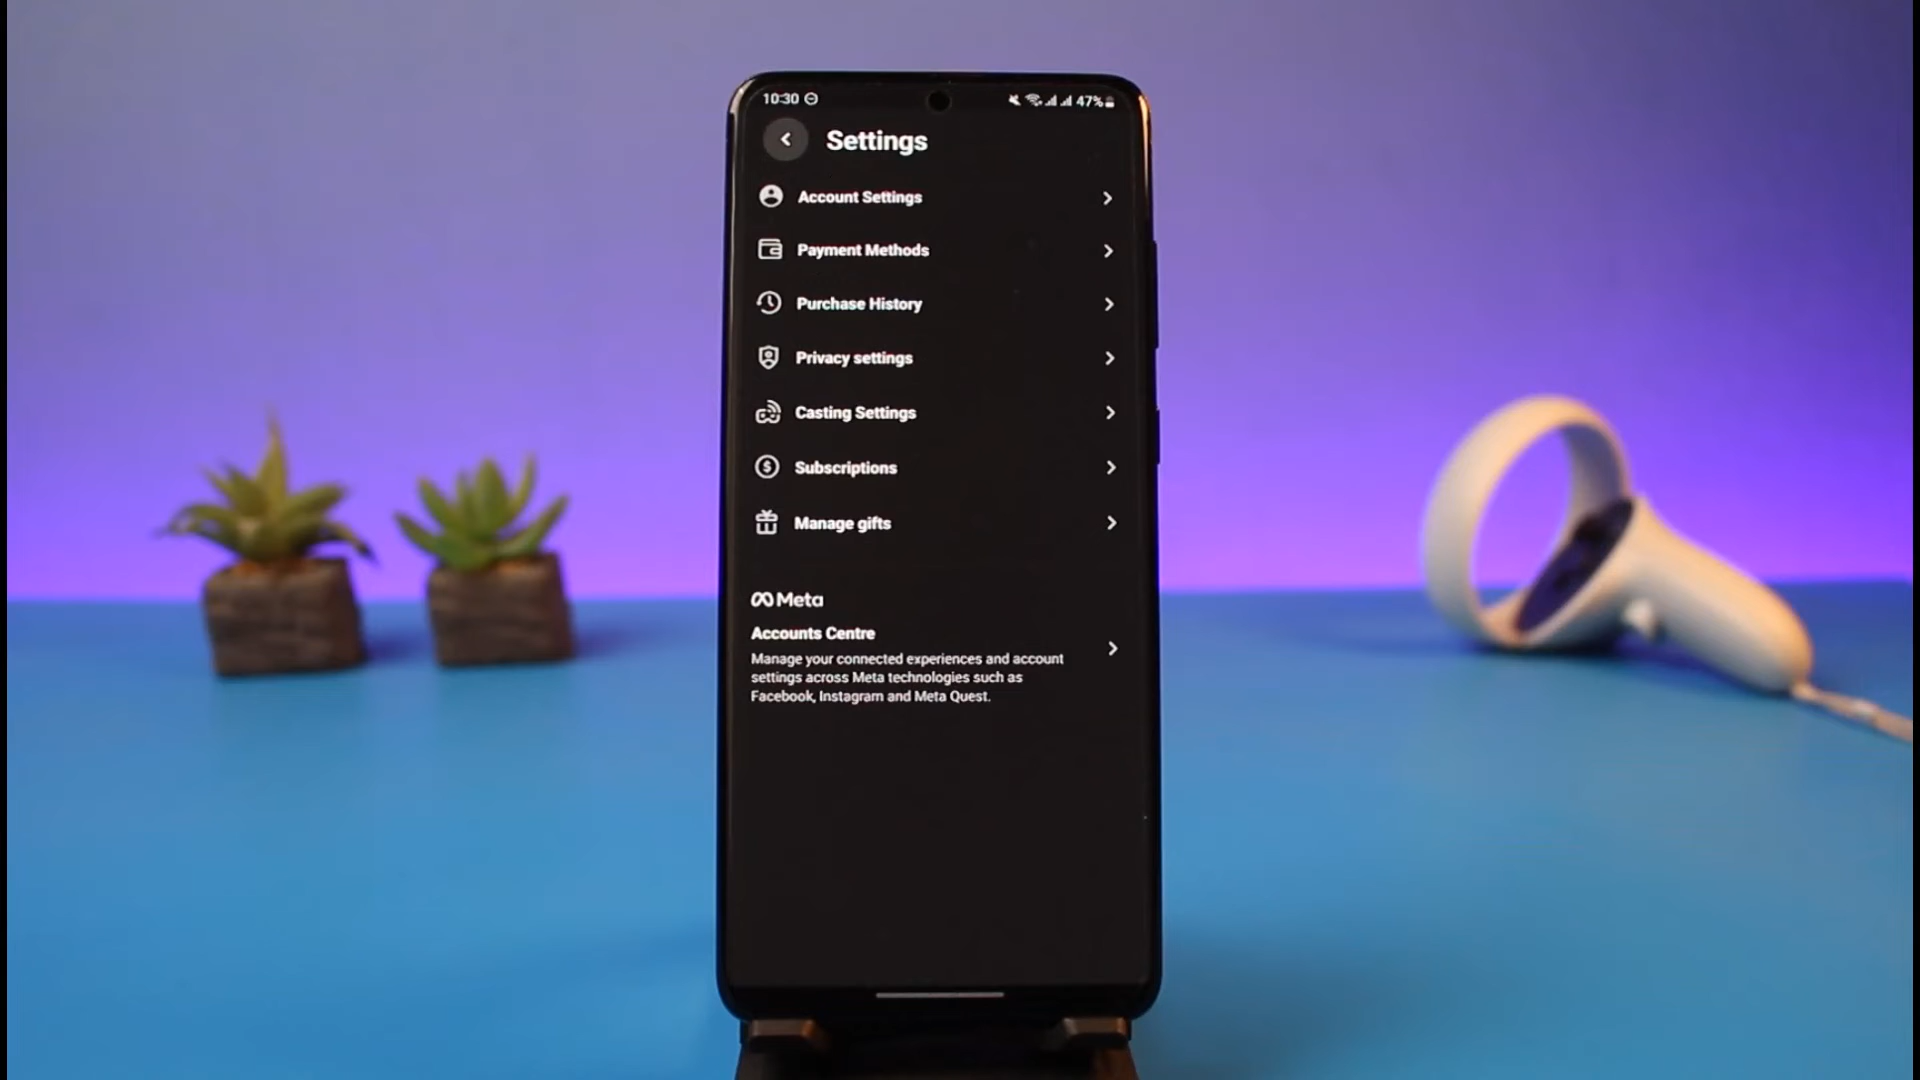 10:30 47%
Settings
Account Settings
Payment Methods
Purchase History
Privacy settings
Casting Settings
Subscriptions
Manage gifts
Meta
Accounts Centre
Manage your connected experiences and account
settings across Meta technologies such as
Facebook, Instagram and Meta Quest.